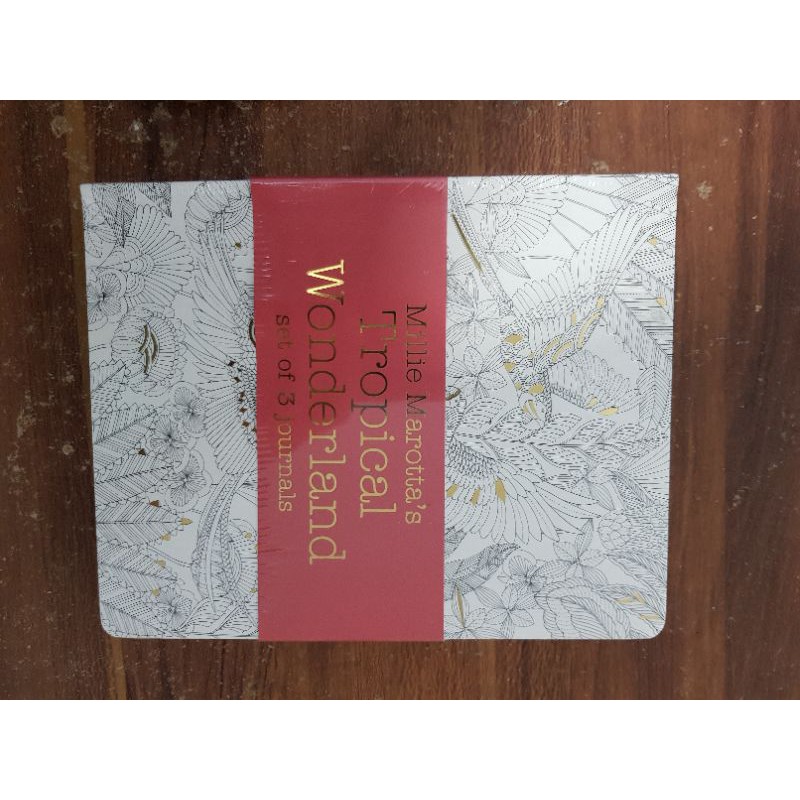 Millie Marotta's
Tropical
Wonderland
set of 3 journals